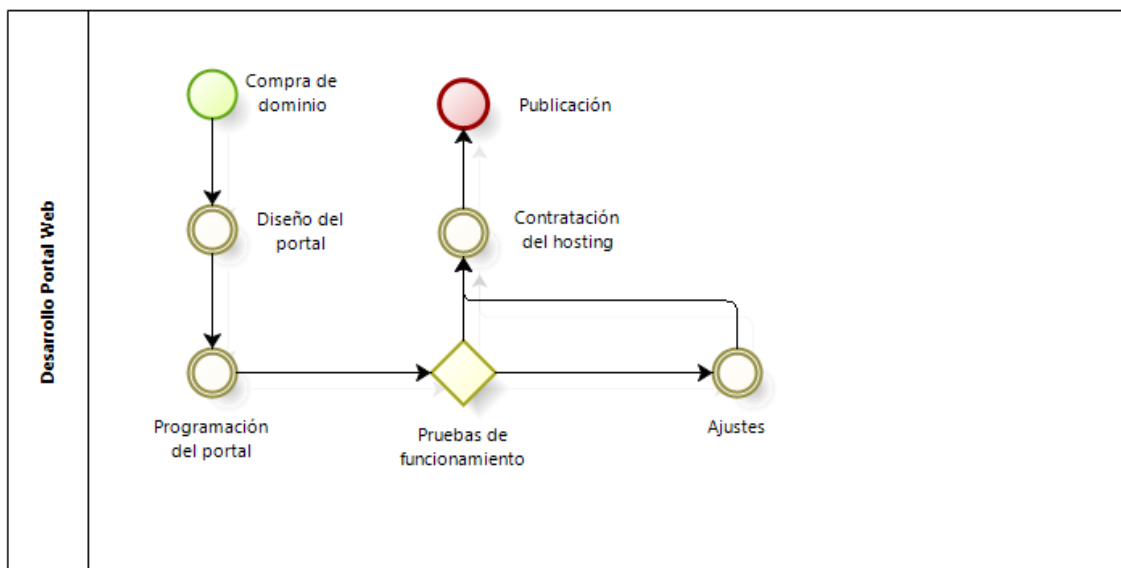 Desarrollo Portal Web
Compra de
dominio
Publicación
Diseño del
portal
Contratación
del hosting
Programación
del portal
Pruebas de
funcionamiento
Ajustes